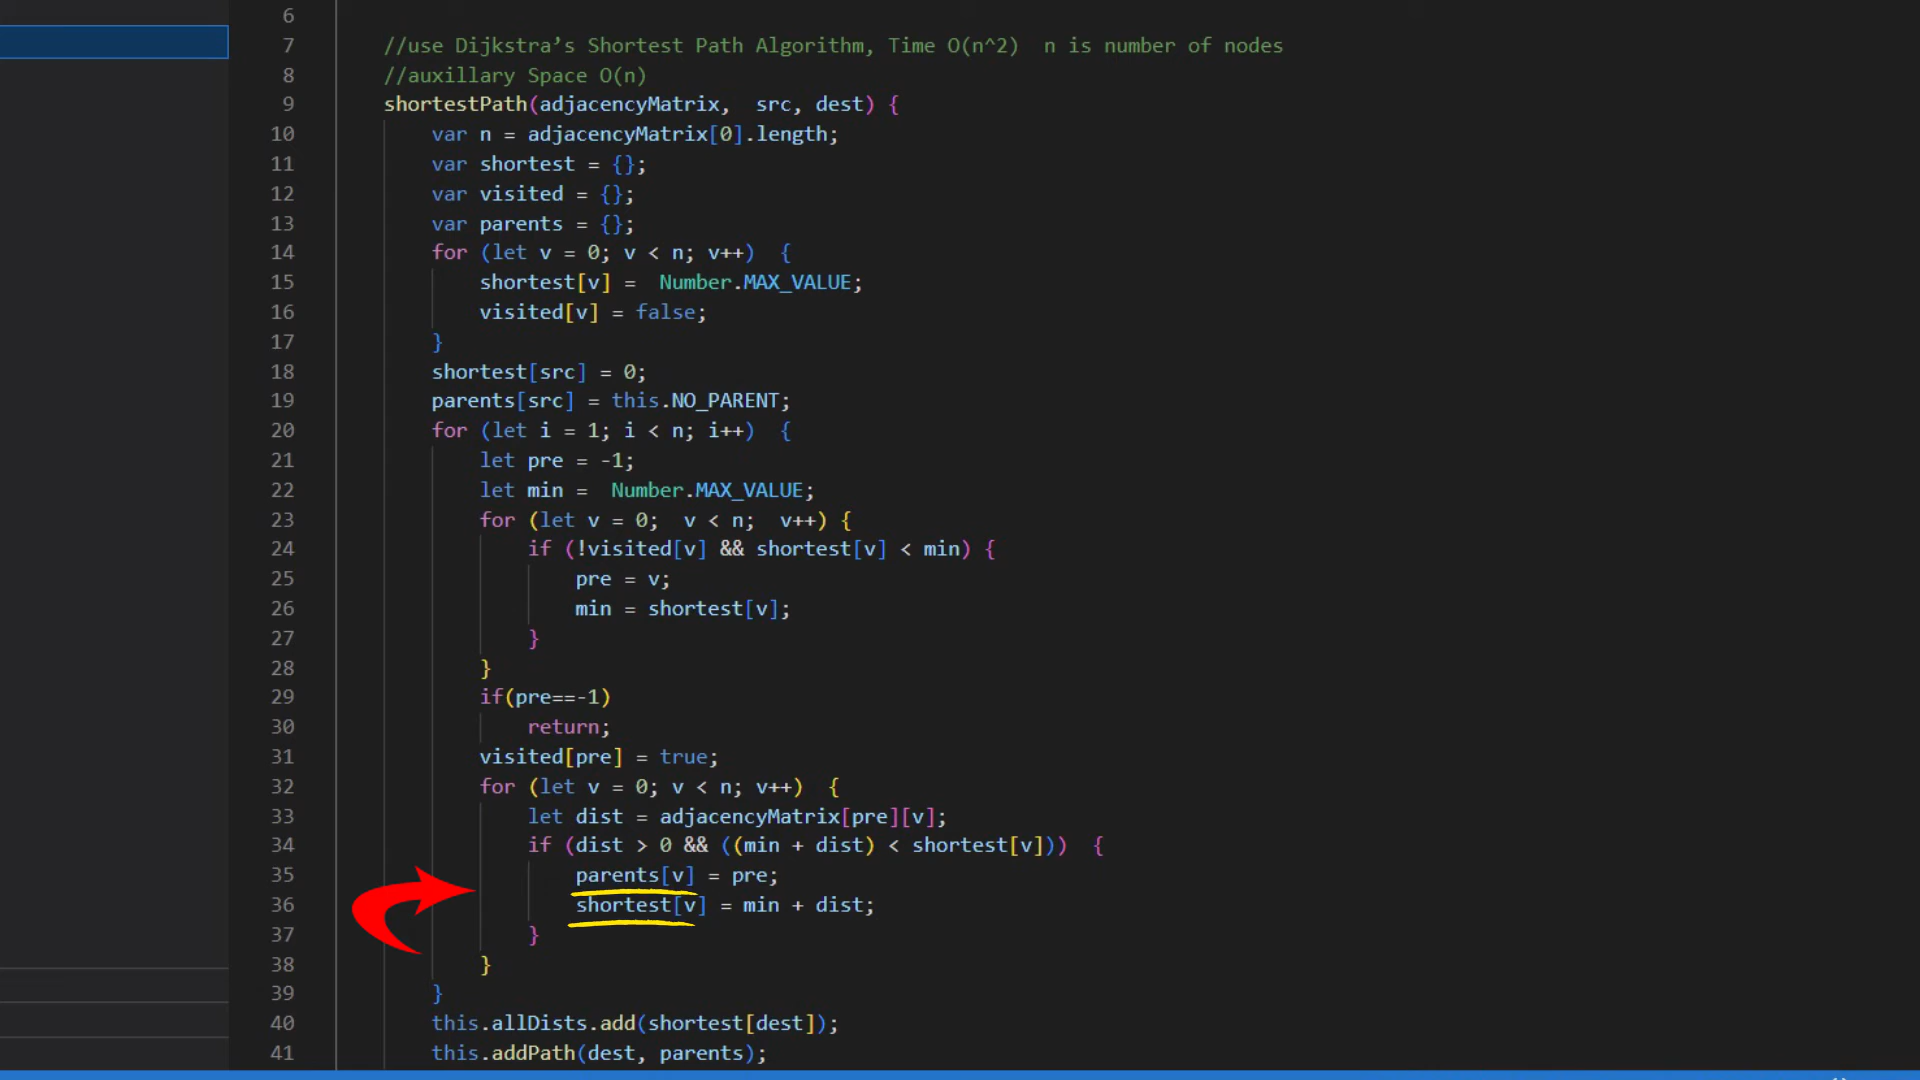 6
7 //use Dijkstra’s Shortest Path Algorithm, Time O(n^2)  n is number of nodes
8 //auxillary Space O(n)
9 shortestPath(adjacencyMatrix,  src, dest) {
10 var n = adjacencyMatrix[0].length;
11 var shortest = {};
12 var visited = {};
13 var parents = {};
14 for (let v = 0; v < n; v++)  {
15 shortest[v] =  Number.MAX_VALUE;
16 visited[v] = false;
17 }
18 shortest[src] = 0;
19 parents[src] = this.NO_PARENT;
20 for (let i = 1; i < n; i++)  {
21 let pre = -1;
22 let min =  Number.MAX_VALUE;
23 for (let v = 0;  v < n;  v++) {
24 if (!visited[v] && shortest[v] < min) {
25 pre = v;
26 min = shortest[v];
27 }
28 }
29 if(pre==-1)
30 return;
31 visited[pre] = true;
32 for (let v = 0; v < n; v++)  {
33 let dist = adjacencyMatrix[pre][v];
34 if (dist > 0 && ((min + dist) < shortest[v]))  {
35 parents[v] = pre;
36 shortest[v] = min + dist;
37 }
38 }
39 }
40 this.allDists.add(shortest[dest]);
41 this.addPath(dest, parents);